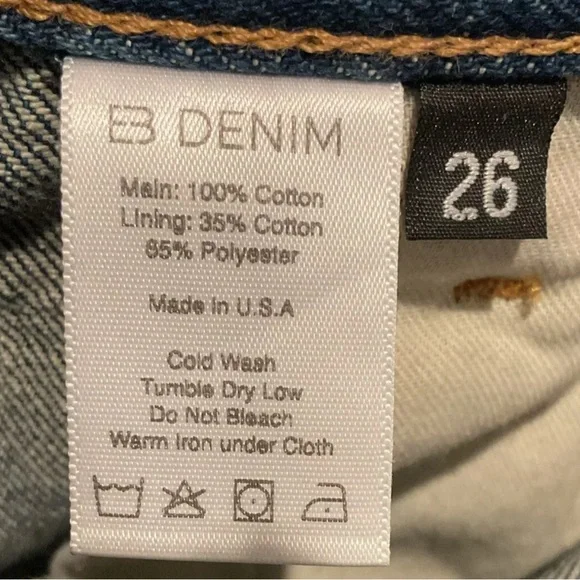 EB DENIM
26
Main: 100% Cotton
Lining: 35% Cotton
65% Polyester
Made in U.S.A
Cold Wash
Tumble Dry Low
Do Not Bleach
Warm Iron under Cloth